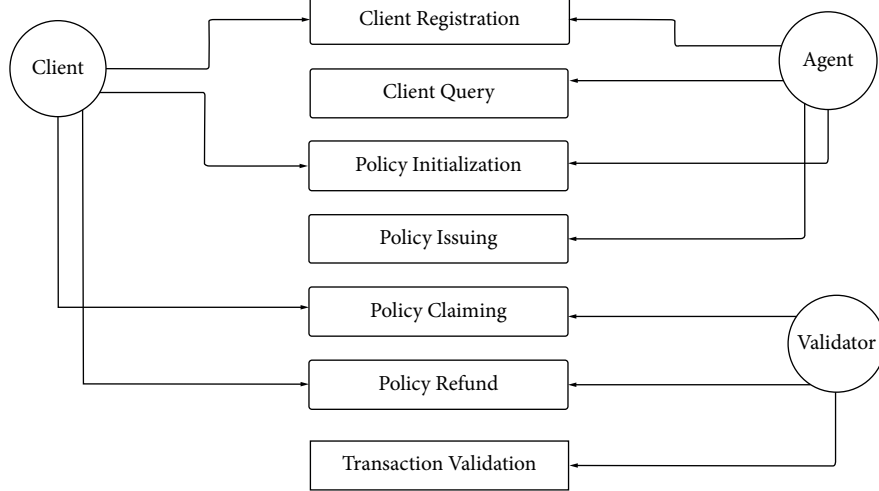 Client Registration
Client
Agent
Client Query
Policy Initialization
Policy Issuing
Policy Claiming
Validator
Policy Refund
Transaction Validation